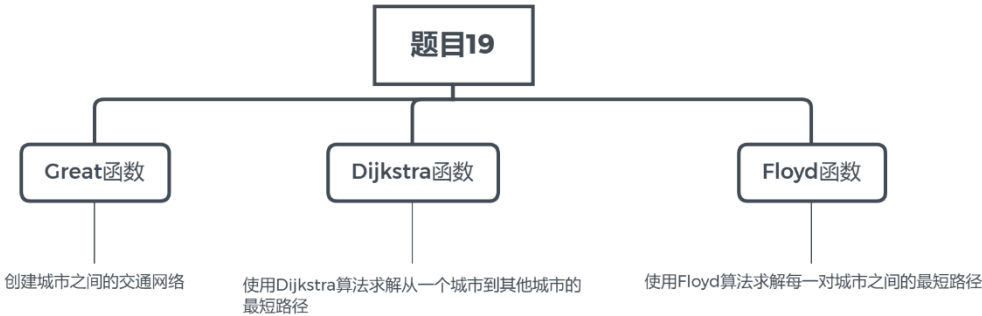 题目19
Great函数
Dijkstra函数
Floyd函数
创建城市之间的交通网络
使用Dijkstra算法求解从一个城市到其他城市的
最短路径
使用Floyd算法求解每一对城市之间的最短路径